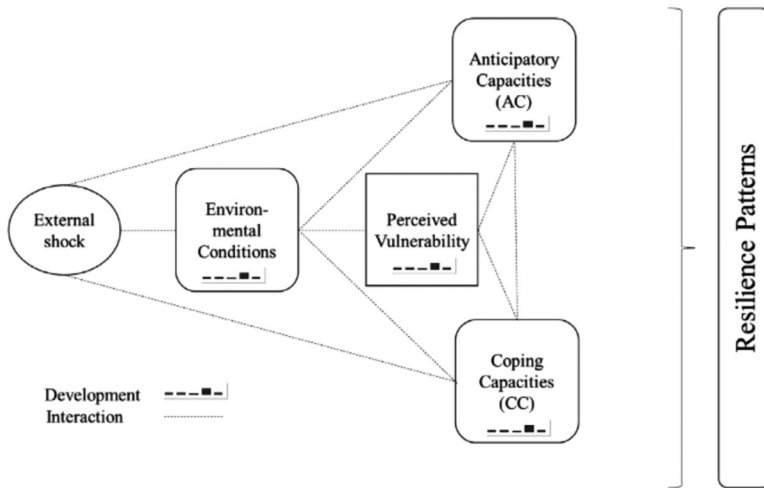 Anticipatory
Capacities
(AC)
External
shock
Environ-
mental
Conditions
Perceived
Vulnerability
Coping
Capacities
(CC)
Development
Interaction
Resilience Patterns